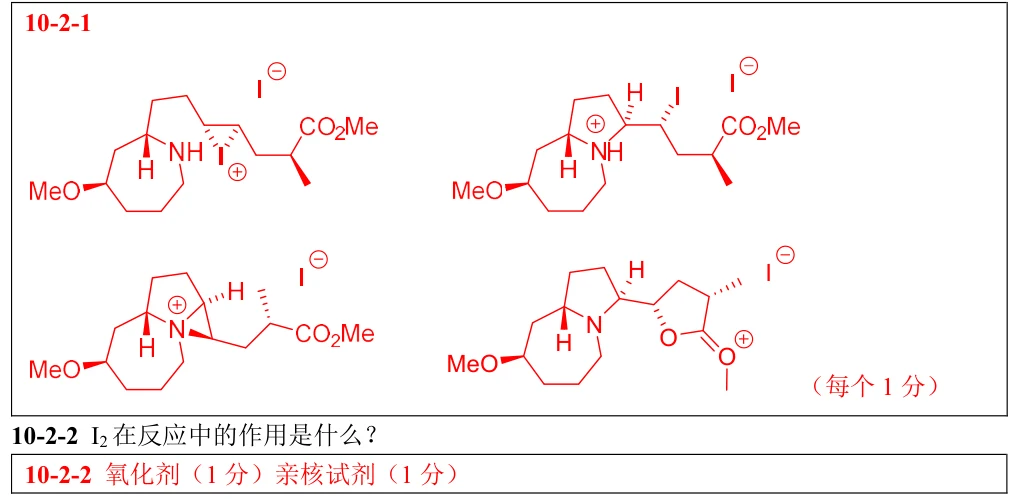 10-2-1
I⊖
I⊖
H
I
CO₂Me
CO₂Me
⊕
NH
I
⊕
NH
H
H
MeO
MeO
I⊖
I⊖
H
H
⊕
N
N
CO₂Me
O
⊕
H
H
O
MeO
MeO
（每个 1 分）
10-2-2 I₂在反应中的作用是什么？
10-2-2 氧化剂（1 分）亲核试剂（1 分）